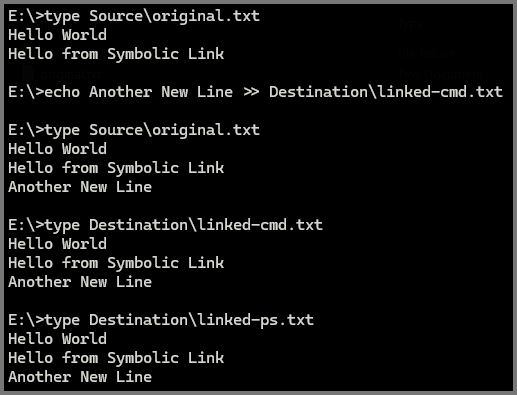 E:\>type Source\original.txt
Hello World
Hello from Symbolic Link
E:\>echo Another New Line >> Destination\linked-cmd.txt
E:\>type Source\original.txt
Hello World
Hello from Symbolic Link
Another New Line
E:\>type Destination\linked-cmd.txt
Hello World
Hello from Symbolic Link
Another New Line
E:\>type Destination\linked-ps.txt
Hello World
Hello from Symbolic Link
Another New Line